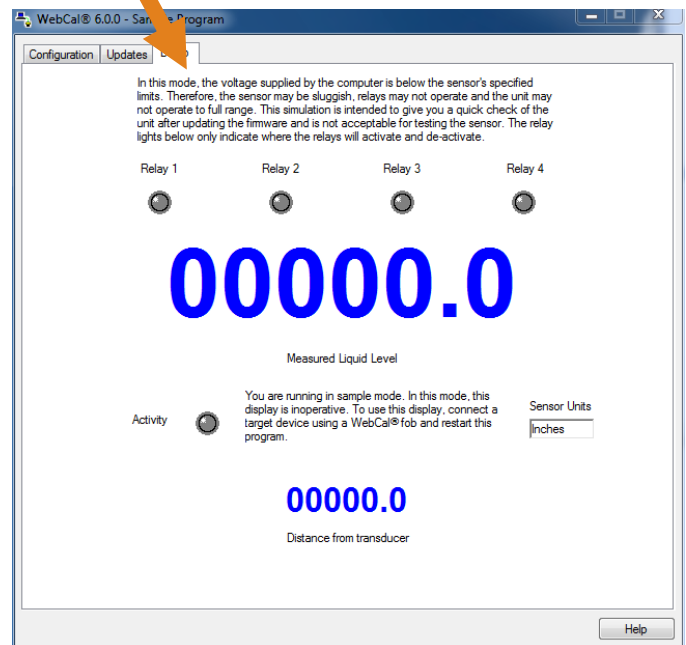 WebCal® 6.0.0 - Sample Program
Configuration Updates
In this mode, the voltage supplied by the computer is below the sensor's specified
limits. Therefore, the sensor may be sluggish, relays may not operate and the unit may
not operate to full range. This simulation is intended to give you a quick check of the
unit after updating the firmware and is not acceptable for testing the sensor. The relay
lights below only indicate where the relays will activate and de-activate.
Relay 1 Relay 2 Relay 3 Relay 4
00000.0
Measured Liquid Level
Activity
You are running in sample mode. In this mode, this
display is inoperative. To use this display, connect a
target device using a WebCal® fob and restart this
program.
Sensor Units
Inches
00000.0
Distance from transducer
Help